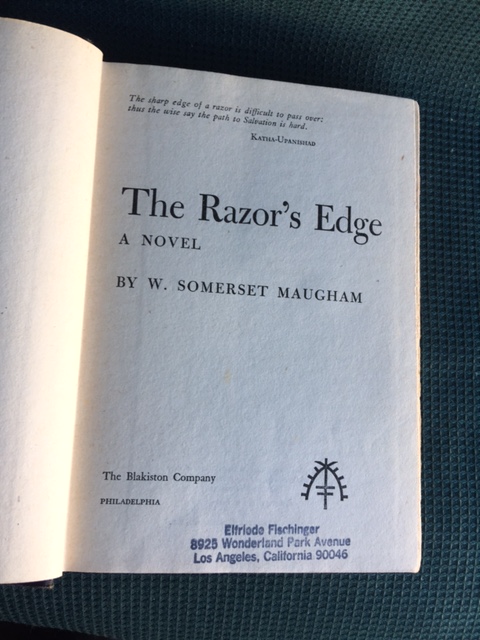 The sharp edge of a razor is difficult to pass over:
thus the wise say the path to Salvation is hard.
KATHA-UPANISHAD
The Razor's Edge
A NOVEL
BY W. SOMERSET MAUGHAM
The Blakiston Company
PHILADELPHIA
Elfriede Fischinger
8925 Wonderland Park Avenue
Los Angeles, California 90046